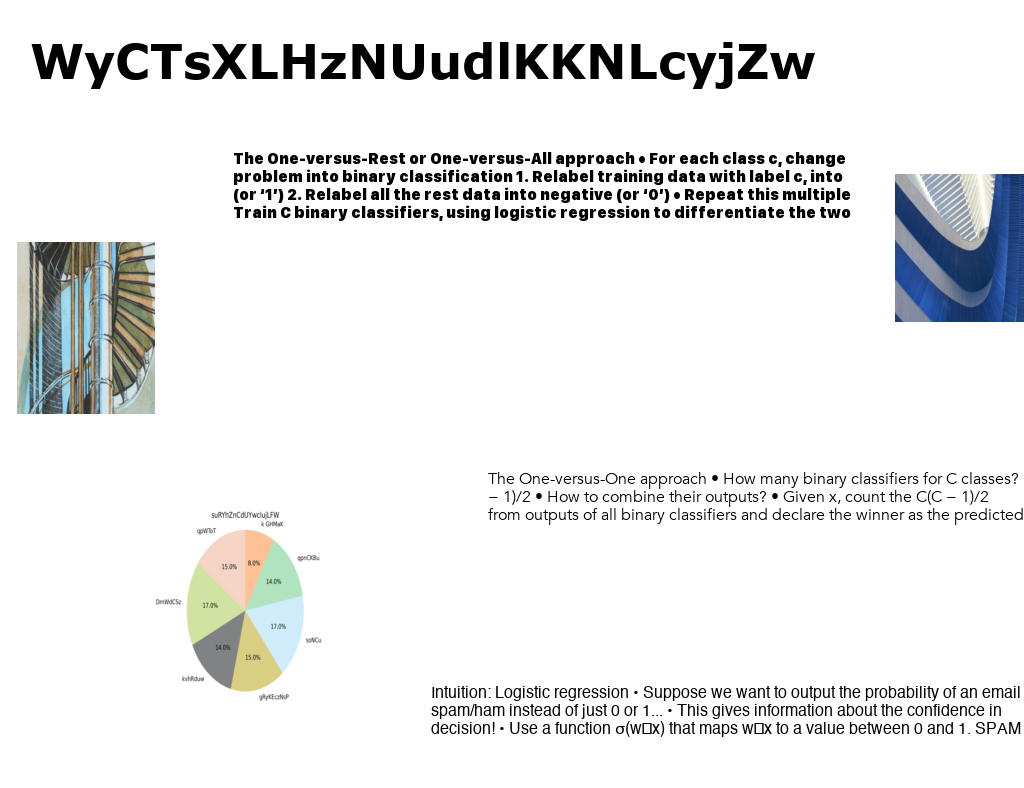 WyCTsXLHzNUudlKKNLcyjZw
The One-versus-Rest or One-versus-All approach • For each class c, change
problem into binary classification 1. Relabel training data with label c, into
(or ‘1’) 2. Relabel all the rest data into negative (or ‘0’) • Repeat this multiple
Train C binary classifiers, using logistic regression to differentiate the two
The One-versus-One approach • How many binary classifiers for C classes?
− 1)/2 • How to combine their outputs? • Given x, count the C(C − 1)/2
from outputs of all binary classifiers and declare the winner as the predicted
suRYhZnCdUYwclujLFW
k GHMaK
qpWToT
qpnCKBu
8.0%
15.0%
14.0%
DmWdCSz
17.0%
17.0%
soNCu
14.0%
15.0%
kvhRduw
gRyKEczNsP
Intuition: Logistic regression • Suppose we want to output the probability of an email
spam/ham instead of just 0 or 1... • This gives information about the confidence in
decision! • Use a function σ(w□x) that maps w□x to a value between 0 and 1. SPAM